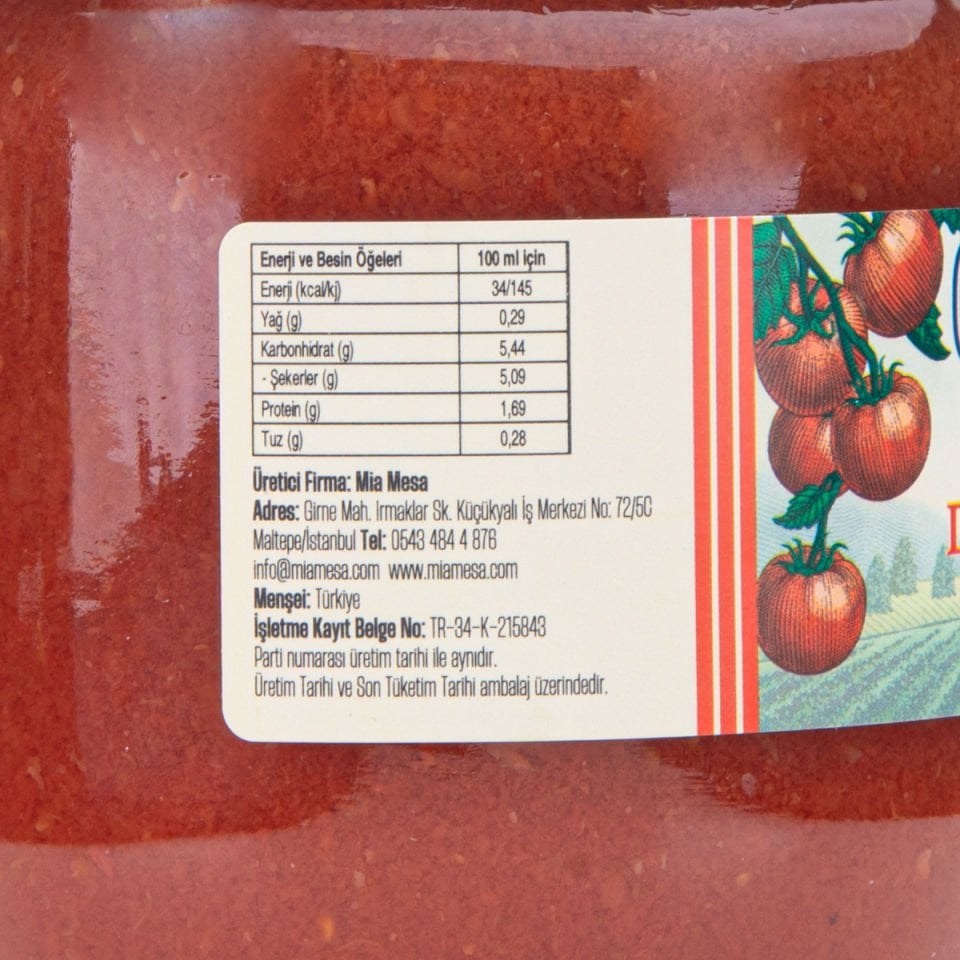 Enerji ve Besin Öğeleri 100 ml için
Enerji (kcal/kj) 34/145
Yağ (g) 0,29
Karbonhidrat (g) 5,44
- Şekerler (g) 5,09
Protein (g) 1,69
Tuz (g) 0,28
Üretici Firma: Mia Mesa
Adres: Girne Mah. Irmaklar Sk. Küçükyalı İş Merkezi No: 72/5C
Maltepe/İstanbul Tel: 0543 484 4 876
info@miamesa.com www.miamesa.com
Menşei: Türkiye
İşletme Kayıt Belge No: TR-34-K-215843
Parti numarası üretim tarihi ile aynıdır.
Üretim Tarihi ve Son Tüketim Tarihi ambalaj üzerindedir.